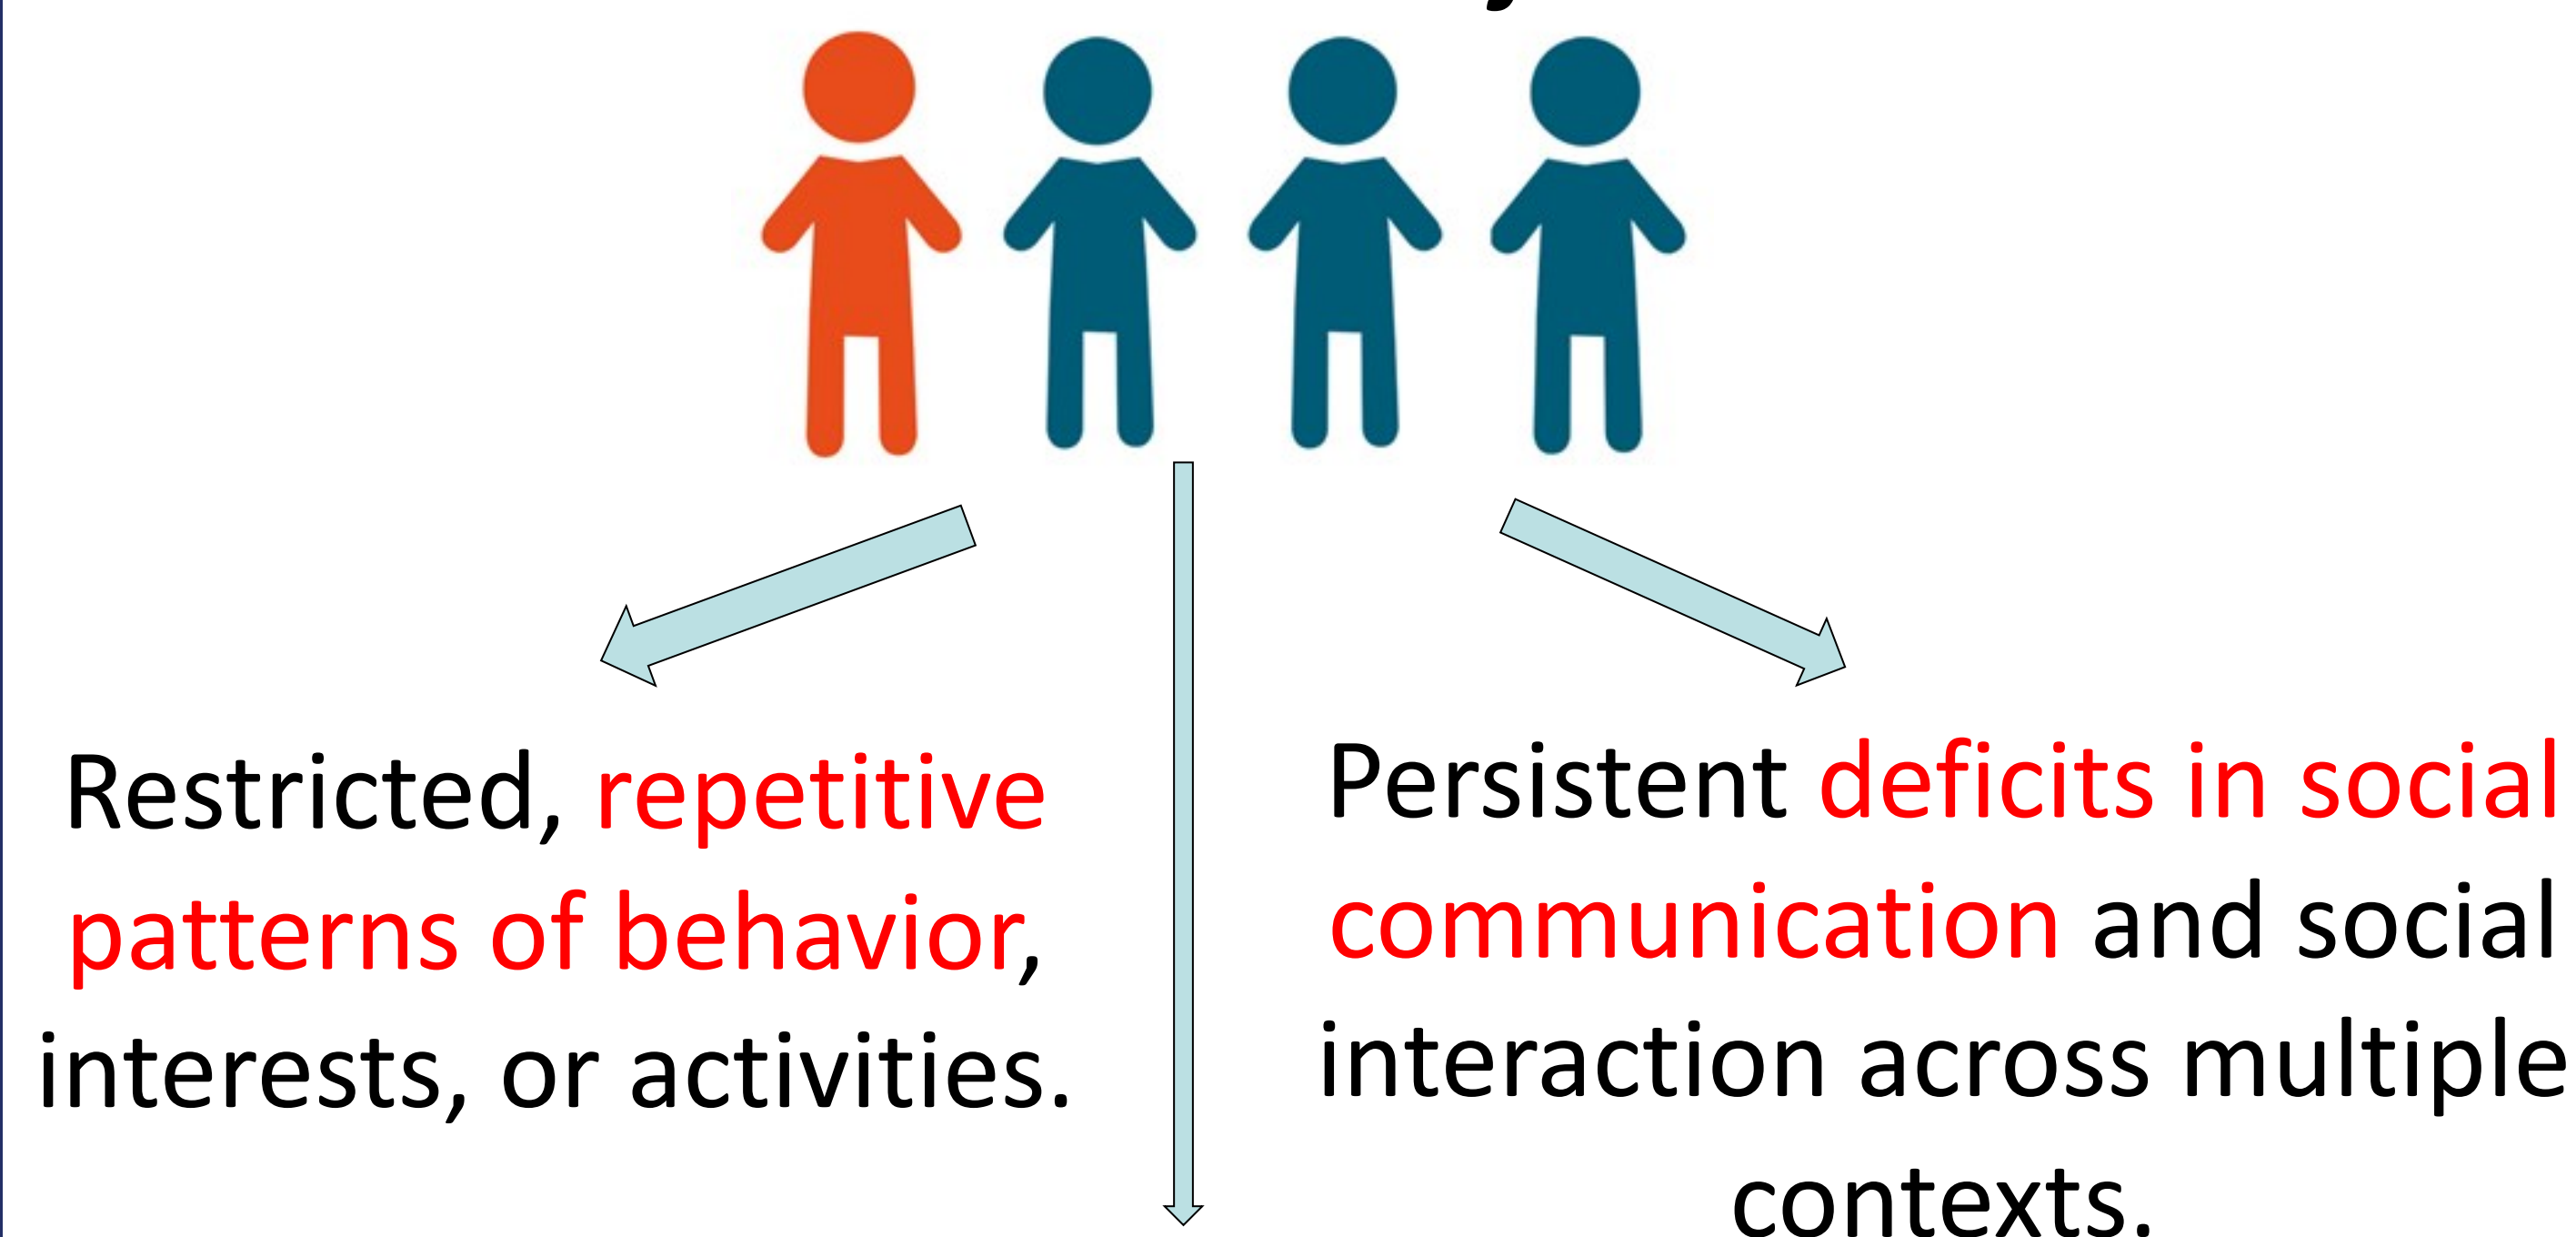 Restricted, repetitive
patterns of behavior,
interests, or activities.
Persistent deficits in social
communication and social
interaction across multiple
contexts.